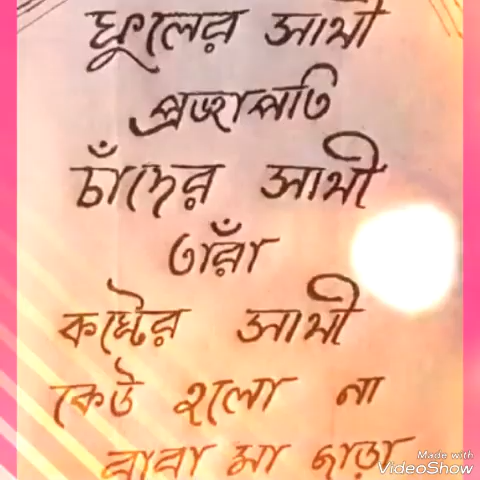 ফুলের সাথী
প্রজাপতি
চাঁদের সাথী
তাঁরা
কষ্টের সাথী
কেউ হলো না
বাবা মা ছাড়া
Made with
VideoShow